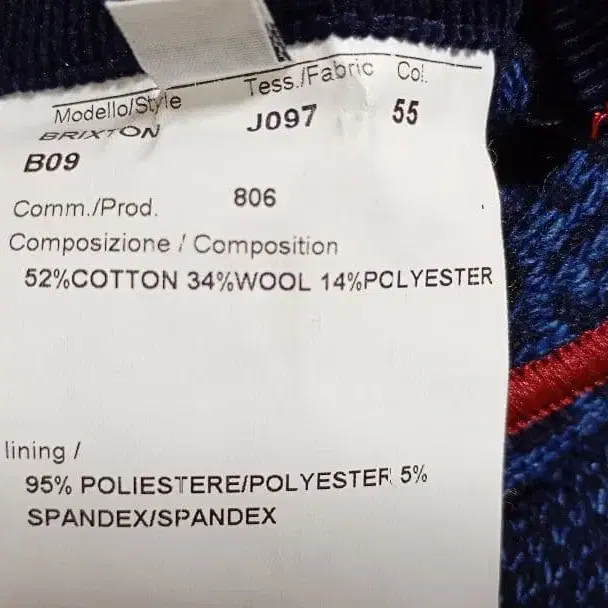 Modello/Style Tess./Fabric Col.
BRIXTON J097 55
B09
Comm./Prod. 806
Composizione / Composition
52%COTTON 34%WOOL 14%POLYESTER
lining /
95% POLIESTERE/POLYESTER 5%
SPANDEX/SPANDEX